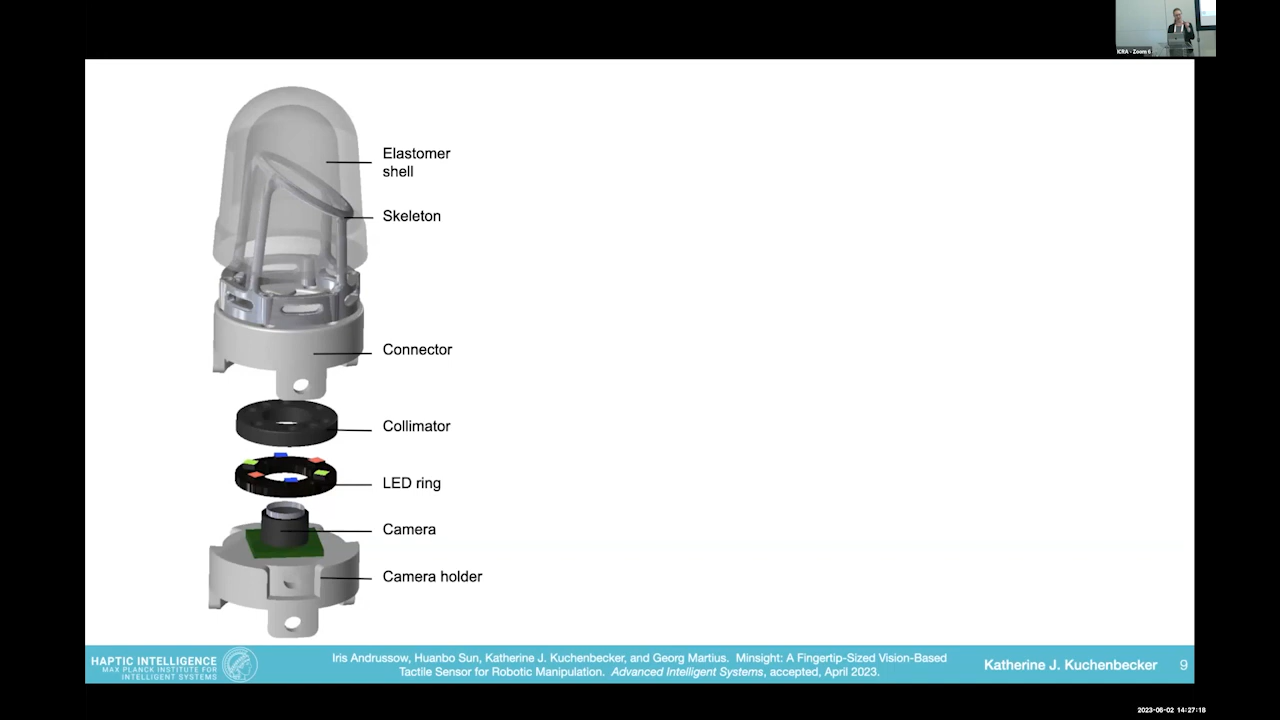 ICRA - Zoom 6
Elastomer
shell
Skeleton
Connector
Collimator
LED ring
Camera
Camera holder
HAPTIC INTELLIGENCE
MAX PLANCK INSTITUTE FOR
INTELLIGENT SYSTEMS
Iris Andrussow, Huanbo Sun, Katherine J. Kuchenbecker, and Georg Martius. Minsight: A Fingertip-Sized Vision-Based
Tactile Sensor for Robotic Manipulation. Advanced Intelligent Systems, accepted, April 2023.
Katherine J. Kuchenbecker 9
2023-06-02 14:27:18